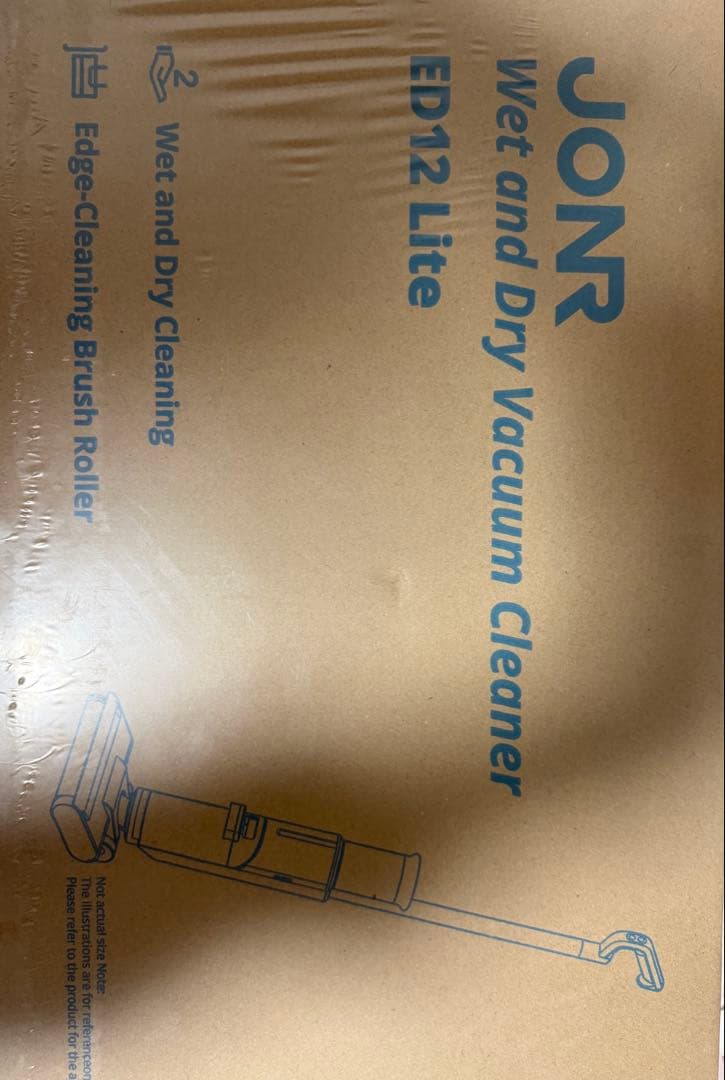 JONR
Wet and Dry Vacuum Cleaner
ED12 Lite
2
Wet and Dry Cleaning
Edge-Cleaning Brush Roller
Not actual size Note:
The illustrations are for
Please refer to the product for the